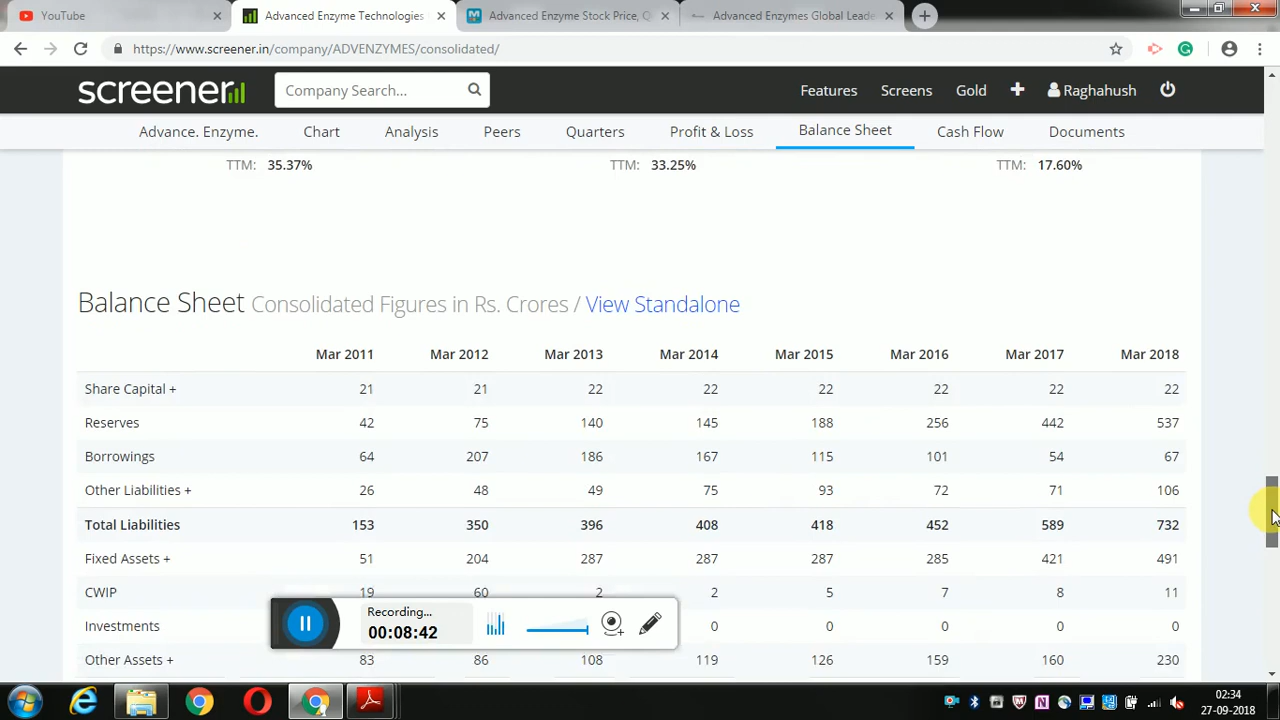 YouTube
Advanced Enzyme Technologies
Advanced Enzyme Stock Price, Q
Advanced Enzymes Global Leade
https://www.screener.in/company/ADVENZYMES/consolidated/
screener
Company Search...
Features
Screens
Gold
Raghahush
Advance. Enzyme.
Chart
Analysis
Peers
Quarters
Profit & Loss
Balance Sheet
Cash Flow
Documents
TTM: 35.37%
TTM: 33.25%
TTM: 17.60%
Balance Sheet Consolidated Figures in Rs. Crores / View Standalone
Mar 2011 Mar 2012 Mar 2013 Mar 2014 Mar 2015 Mar 2016 Mar 2017 Mar 2018
Share Capital + 21 21 22 22 22 22 22 22
Reserves 42 75 140 145 188 256 442 537
Borrowings 64 207 186 167 115 101 54 67
Other Liabilities + 26 48 49 75 93 72 71 106
Total Liabilities 153 350 396 408 418 452 589 732
Fixed Assets + 51 204 287 287 287 285 421 491
CWIP 19 60 2 2 5 7 8 11
Investments 0 0 0 0 0
Other Assets + 83 86 108 119 126 159 160 230
Recording...
00:08:42
02:34
27-09-2018